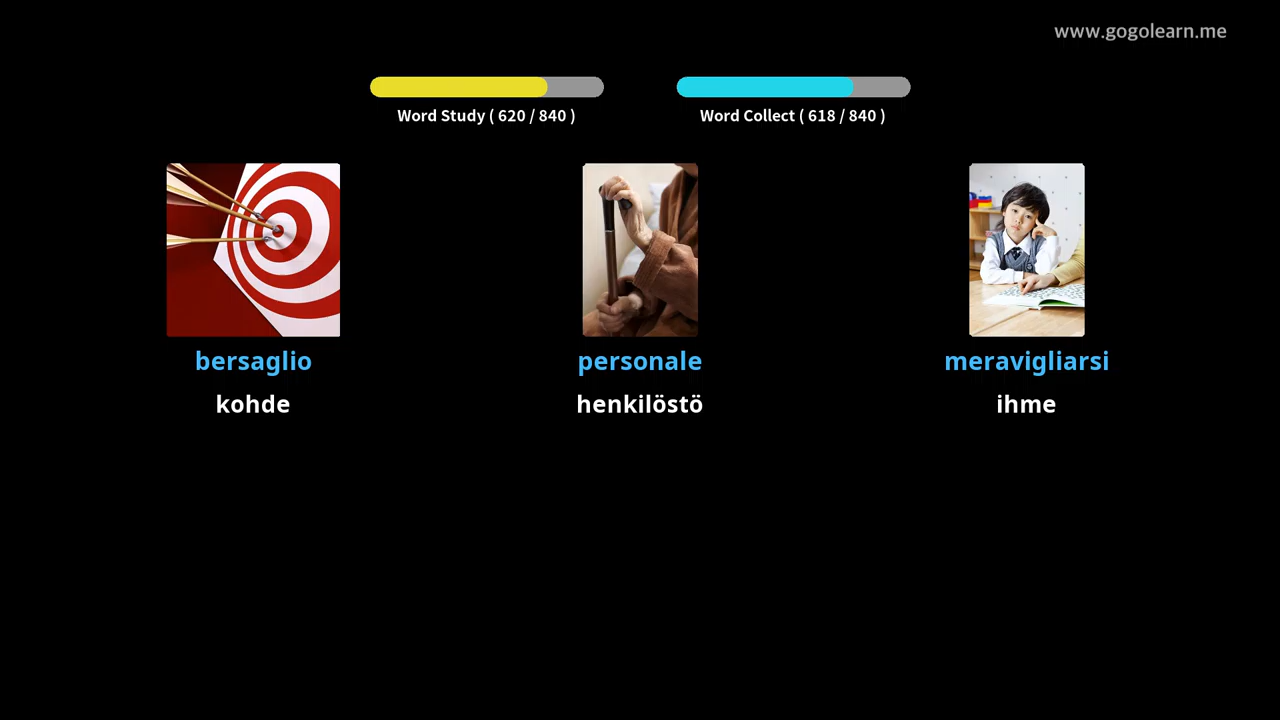 www.gogolearn.me
Word Study ( 620 / 840 )
Word Collect ( 618 / 840 )
bersaglio
kohde
personale
henkilöstö
meravigliarsi
ihme